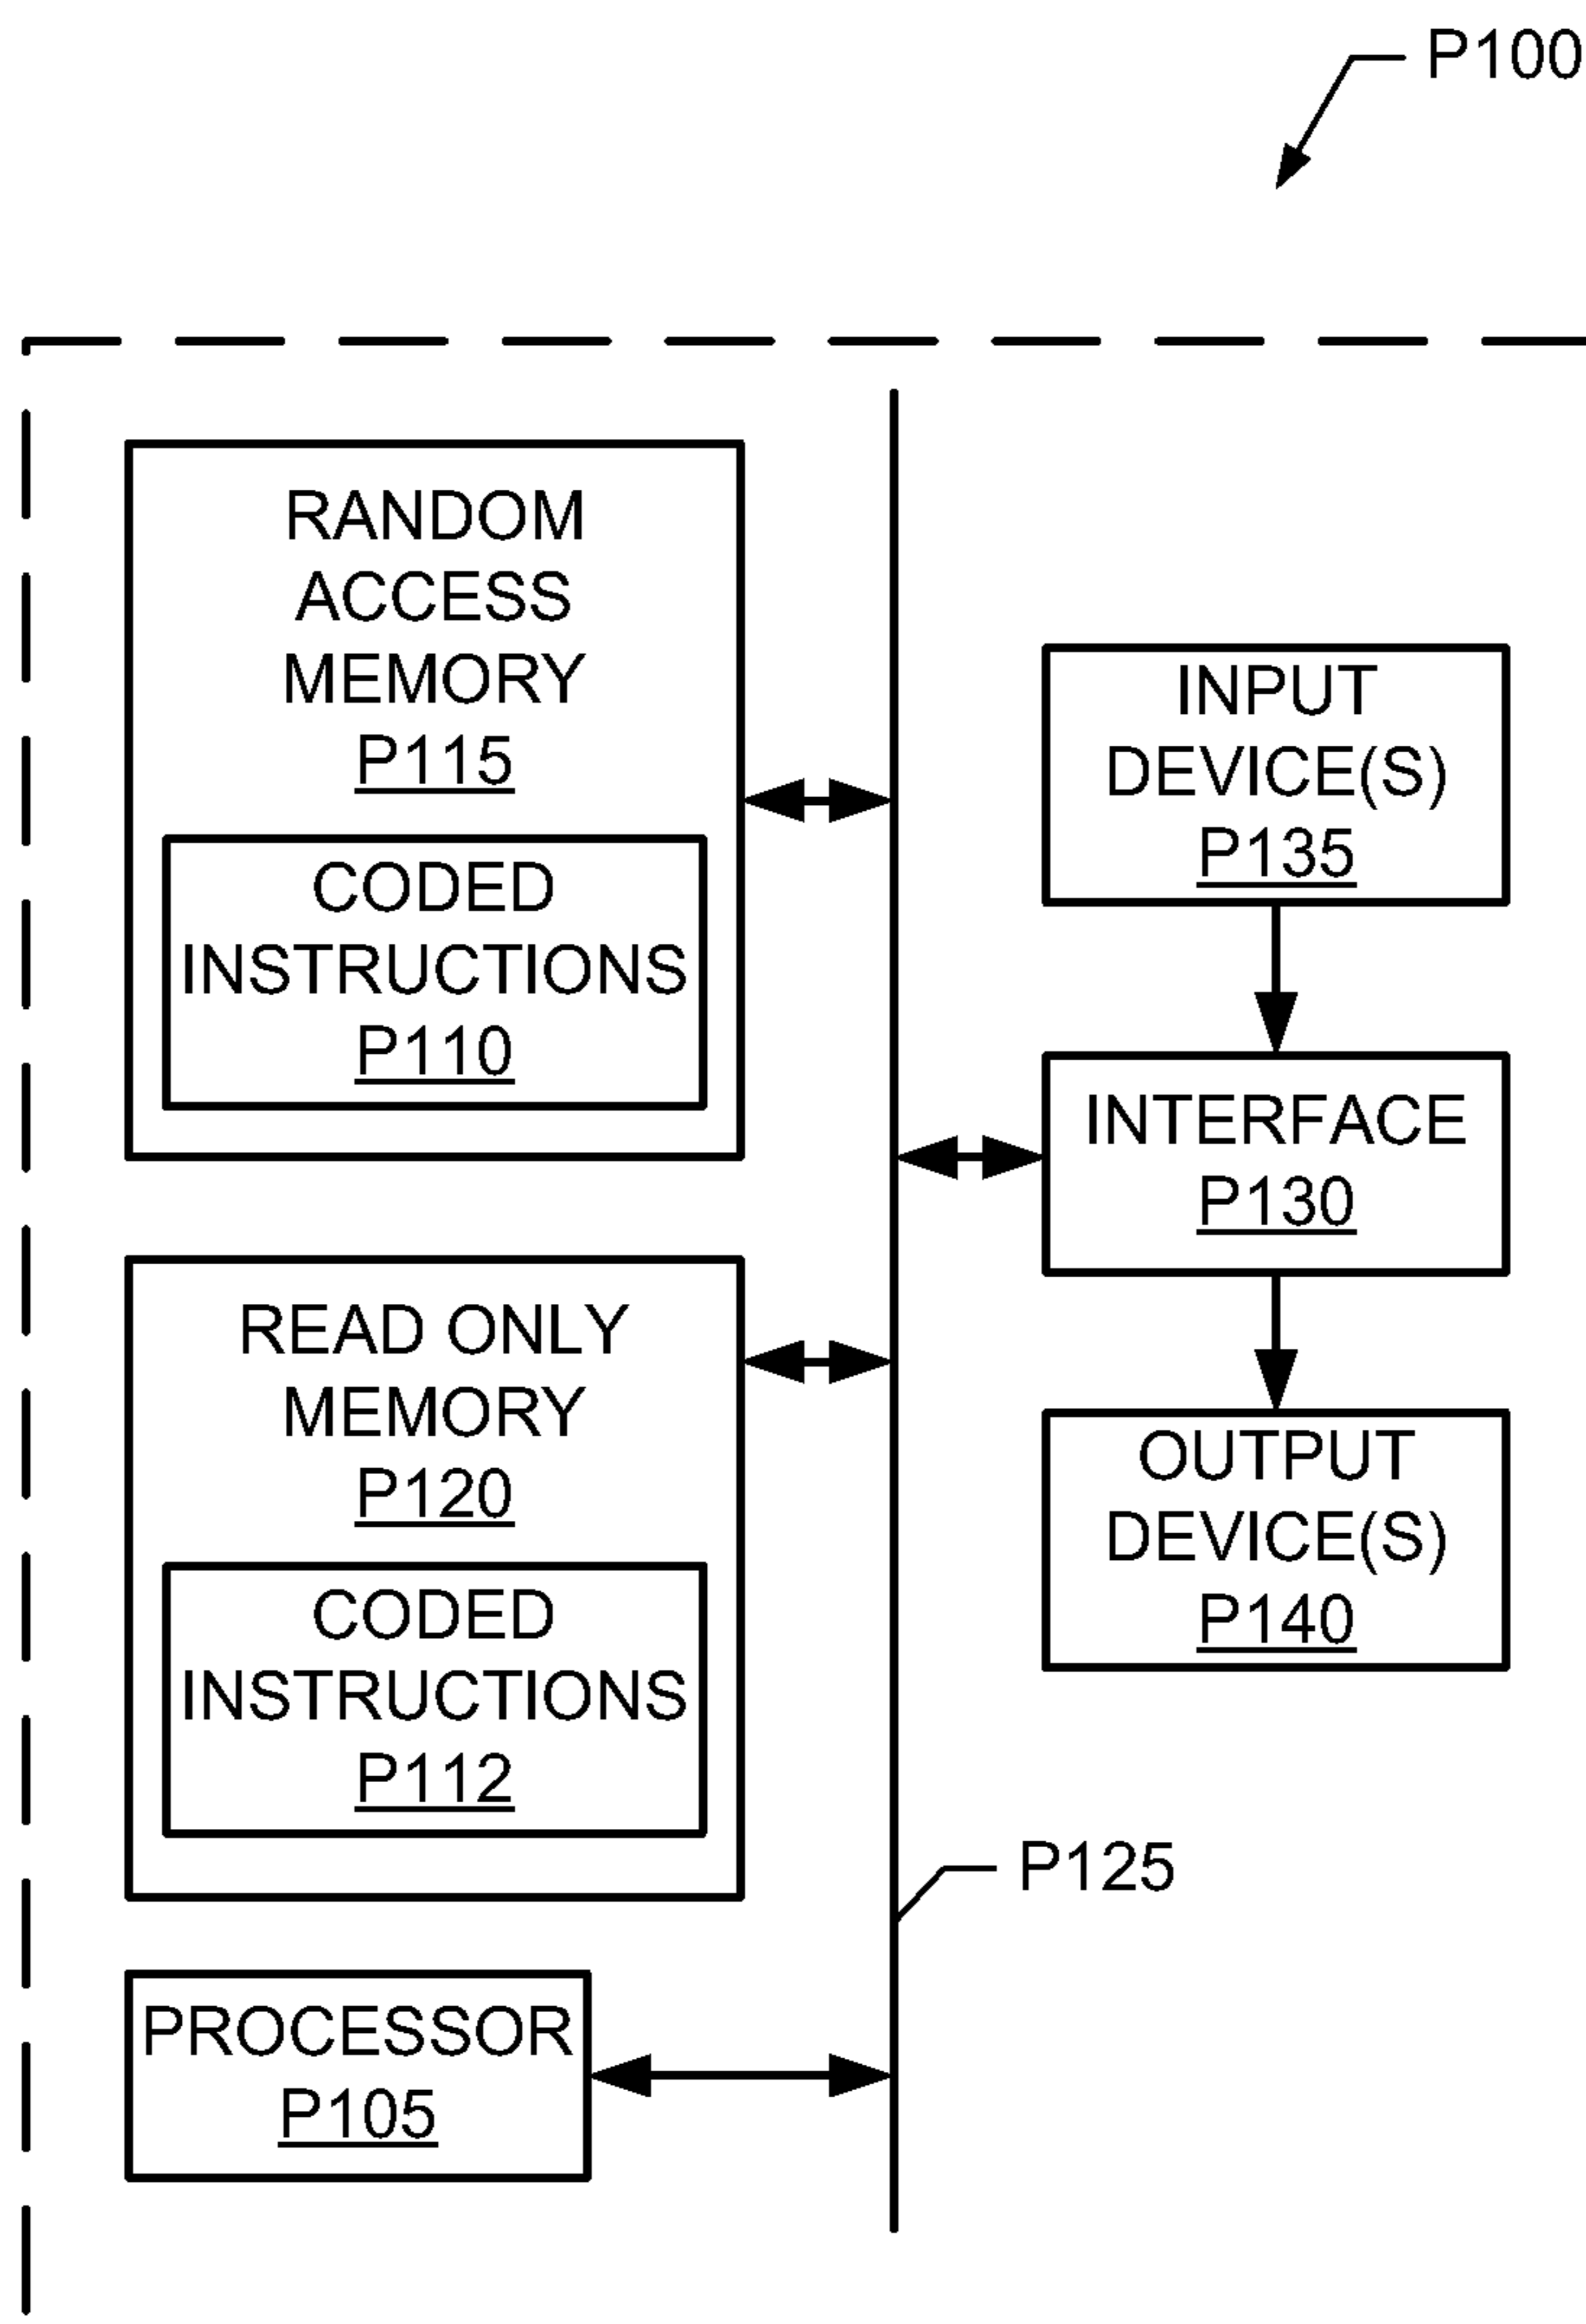 P100
RANDOM
ACCESS
MEMORY
P115
CODED
INSTRUCTIONS
P110
READ ONLY
MEMORY
P120
CODED
INSTRUCTIONS
P112
PROCESSOR
P105
INPUT
DEVICE(S)
P135
INTERFACE
P130
OUTPUT
DEVICE(S)
P140
P125